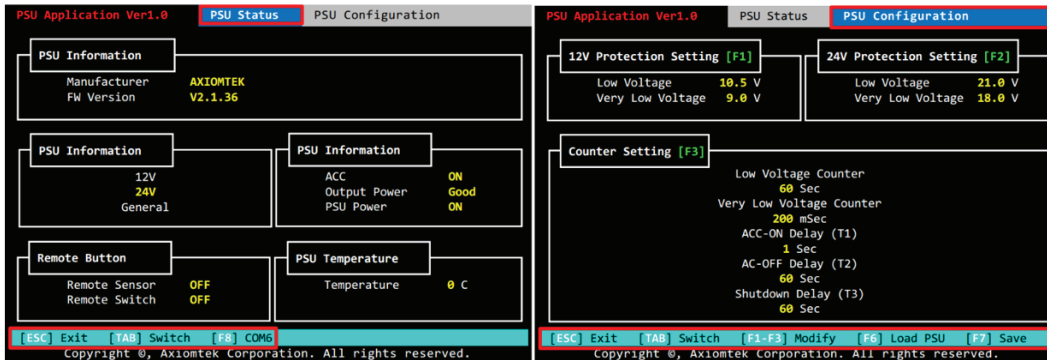 PSU Application Ver1.0 PSU Status PSU Configuration
PSU Information
Manufacturer AXIOMTEK
FW Version V2.1.36
PSU Information
12V
24V
General
PSU Information
ACC ON
Output Power Good
PSU Power ON
Remote Button
Remote Sensor OFF
Remote Switch OFF
PSU Temperature
Temperature 0 C
[ESC] Exit [TAB] Switch [F8] COM6
Copyright ©, Axiomtek Corporation. All rights reserved.
PSU Application Ver1.0 PSU Status PSU Configuration
12V Protection Setting [F1]
Low Voltage 10.5 V
Very Low Voltage 9.0 V
24V Protection Setting [F2]
Low Voltage 21.0 V
Very Low Voltage 18.0 V
Counter Setting [F3]
Low Voltage Counter
60 Sec
Very Low Voltage Counter
200 mSec
ACC-ON Delay (T1)
1 Sec
AC-OFF Delay (T2)
60 Sec
Shutdown Delay (T3)
60 Sec
[ESC] Exit [TAB] Switch [F1-F3] Modify [F6] Load PSU [F7] Save
Copyright ©, Axiomtek Corporation. All rights reserved.